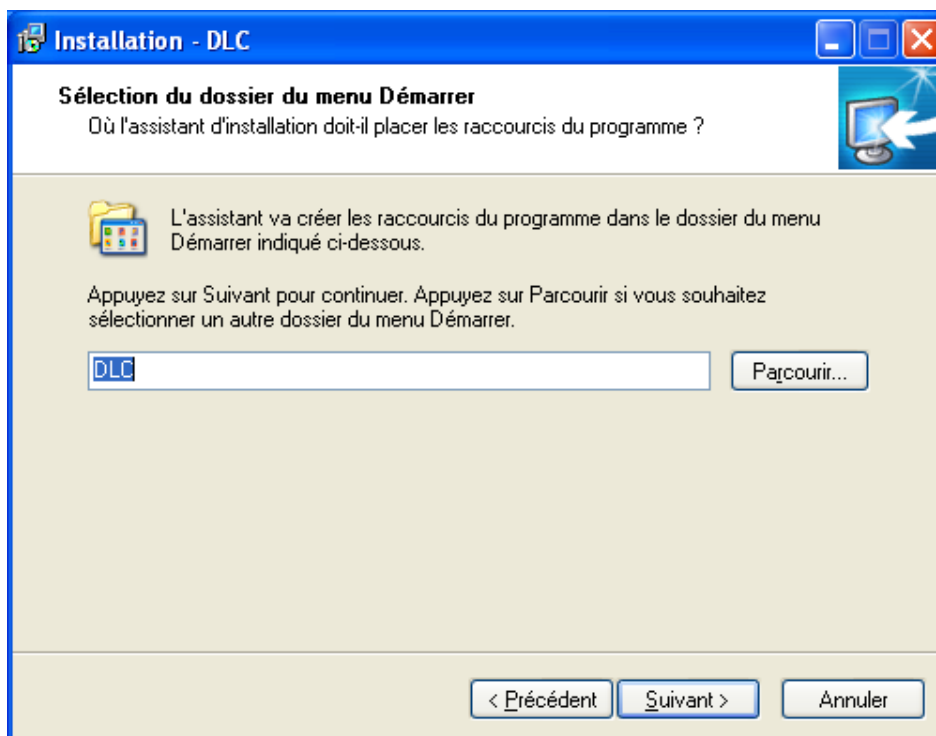 Installation - DLC
Sélection du dossier du menu Démarrer
Où l'assistant d'installation doit-il placer les raccourcis du programme ?
L'assistant va créer les raccourcis du programme dans le dossier du menu
Démarrer indiqué ci-dessous.
Appuyez sur Suivant pour continuer. Appuyez sur Parcourir si vous souhaitez
sélectionner un autre dossier du menu Démarrer.
DLC
Parcourir...
< Précédent
Suivant >
Annuler